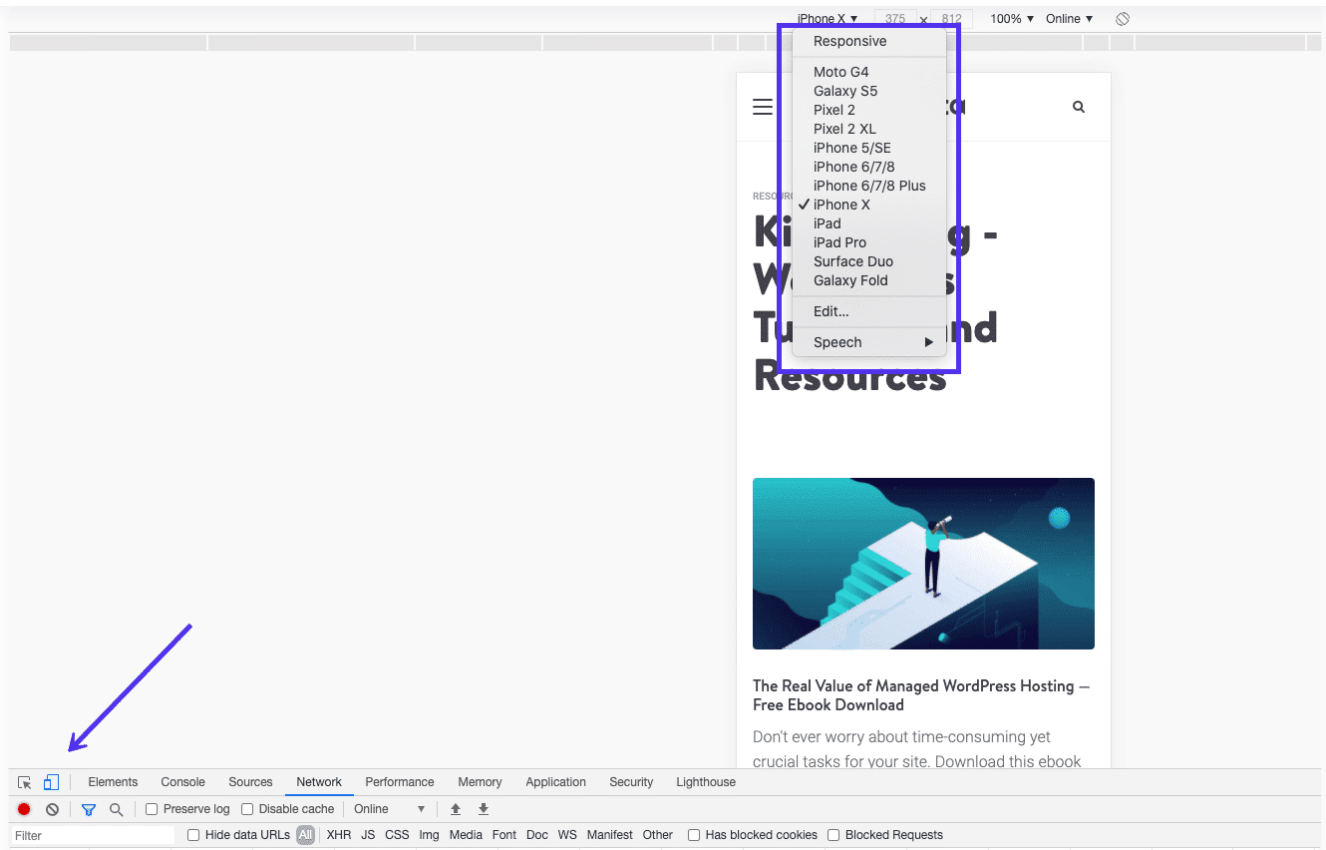 iPhone X ▼ 375 × 812 100% ▼ Online ▼
Responsive
Moto G4
Galaxy S5
Pixel 2
Pixel 2 XL
iPhone 5/SE
iPhone 6/7/8
iPhone 6/7/8 Plus
✓ iPhone X
iPad
iPad Pro
Surface Duo
Galaxy Fold
Edit...
Speech ▶
Resources
The Real Value of Managed WordPress Hosting —
Free Ebook Download
Don't ever worry about time-consuming yet
crucial tasks for your site. Download this ebook
Elements Console Sources Network Performance Memory Application Security Lighthouse
Preserve log Disable cache Online ▼
Filter Hide data URLs All XHR JS CSS Img Media Font Doc WS Manifest Other Has blocked cookies Blocked Requests